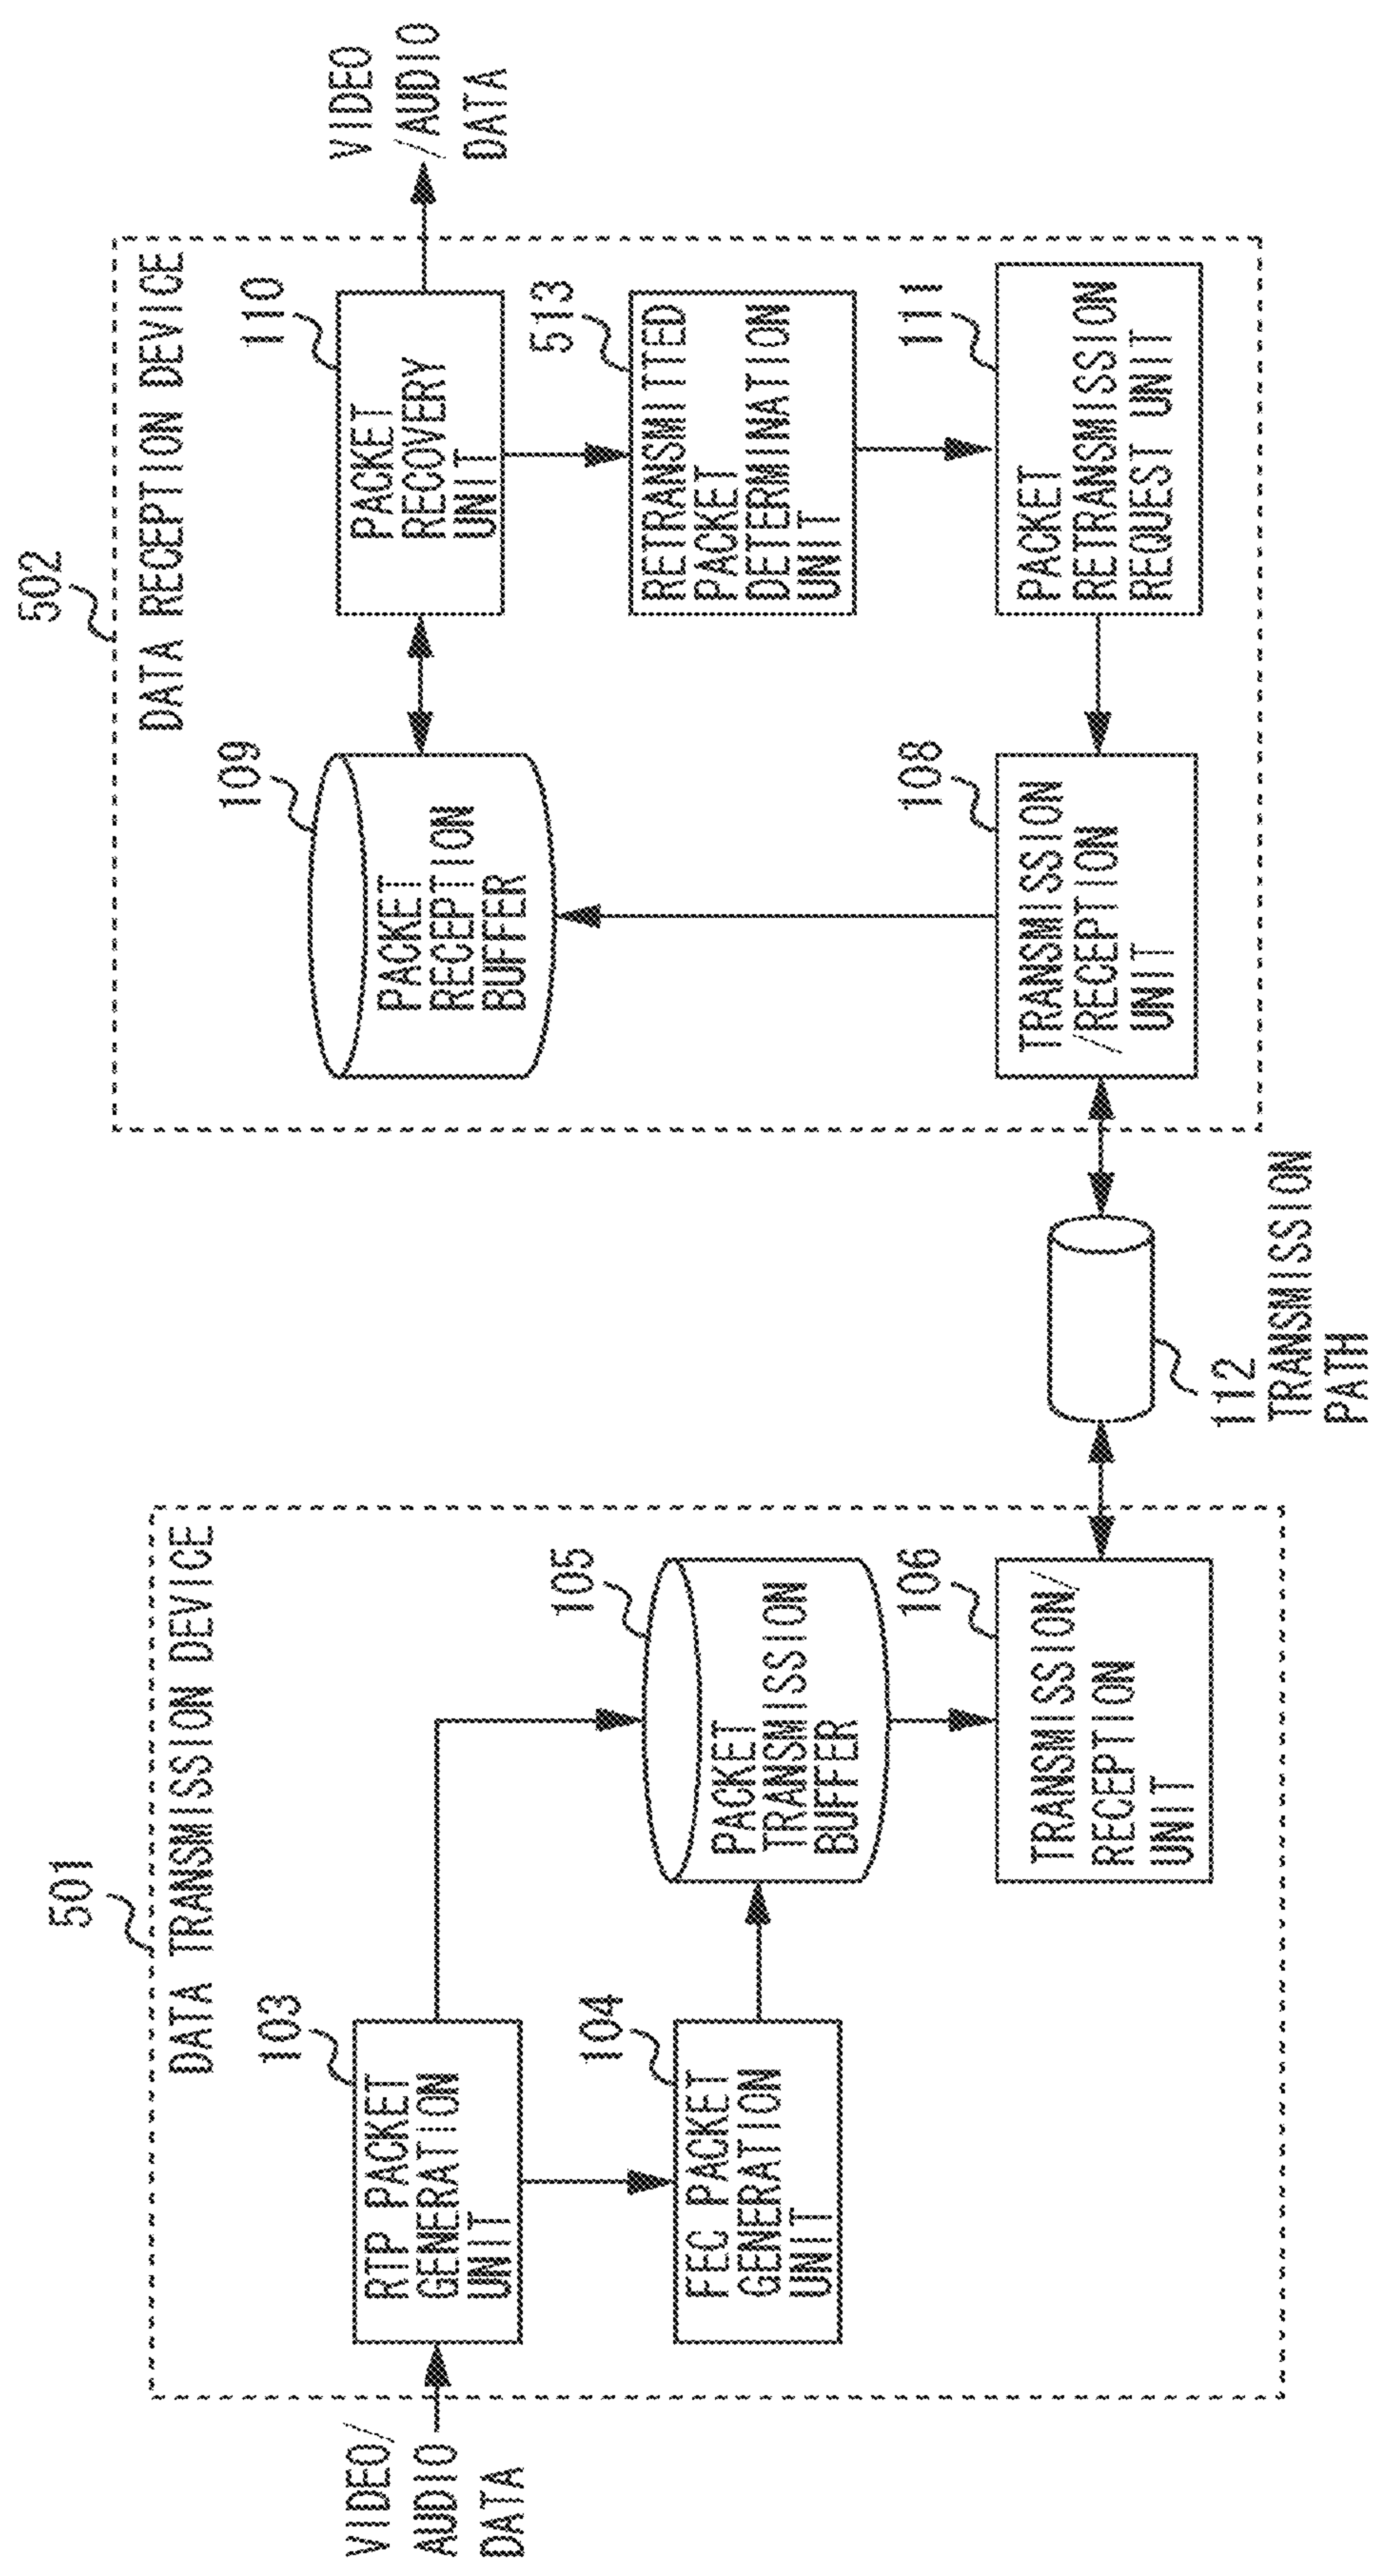 501
DATA TRANSMISSION DEVICE
VIDEO/
AUDIO
DATA
103
RTP PACKET
GENERATION
UNIT
104
FEC PACKET
GENERATION
UNIT
105
PACKET
TRANSMISSION
BUFFER
106
TRANSMISSION/
RECEPTION
UNIT
112
TRANSMISSION
PATH
502
DATA RECEPTION DEVICE
109
PACKET
RECEPTION
BUFFER
108
TRANSMISSION
/RECEPTION
UNIT
110
PACKET
RECOVERY
UNIT
513
RETRANSMITTED
PACKET
DETERMINATION
UNIT
111
PACKET
RETRANSMISSION
REQUEST UNIT
VIDEO
/AUDIO
DATA